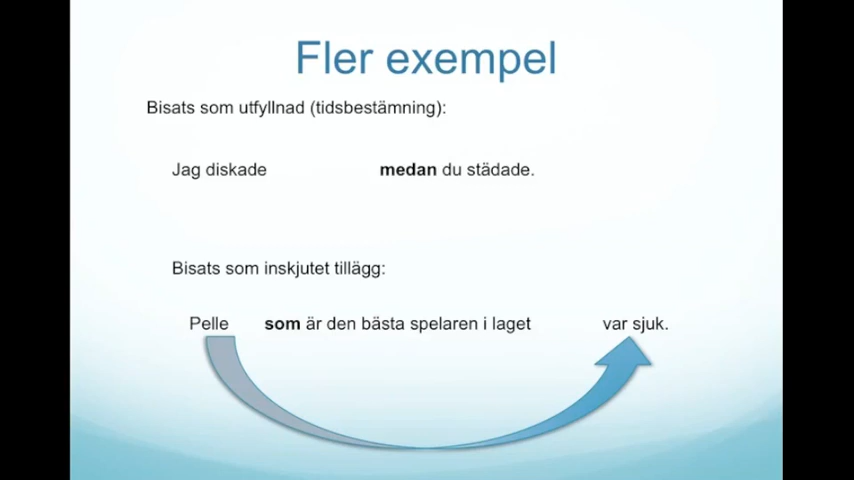 Fler exempel
Bisats som utfyllnad (tidsbestämning):
Jag diskade medan du städade.
Bisats som inskjutet tillägg:
Pelle som är den bästa spelaren i laget var sjuk.